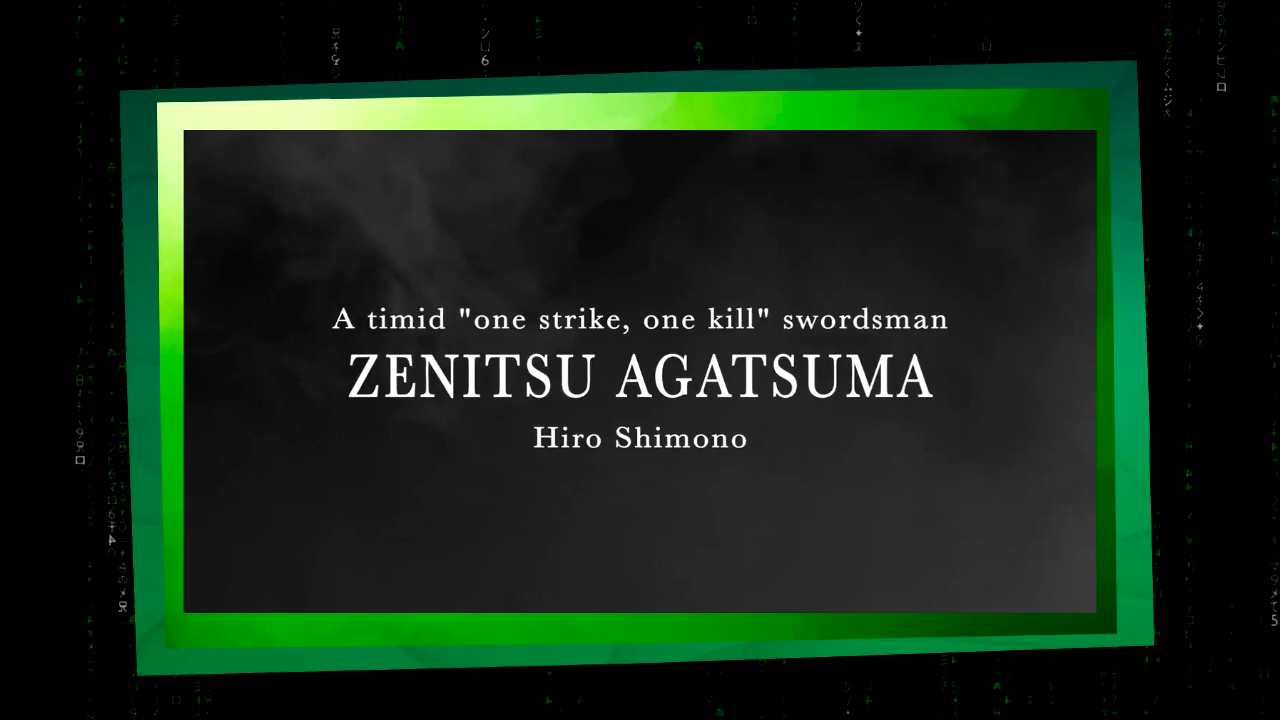 A timid "one strike, one kill" swordsman
ZENITSU AGATSUMA
Hiro Shimono